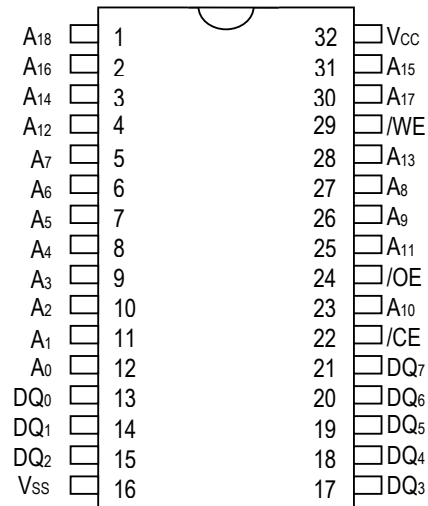 A18 1 32 VCC
A16 2 31 A15
A14 3 30 A17
A12 4 29 /WE
A7 5 28 A13
A6 6 27 A8
A5 7 26 A9
A4 8 25 A11
A3 9 24 /OE
A2 10 23 A10
A1 11 22 /CE
A0 12 21 DQ7
DQ0 13 20 DQ6
DQ1 14 19 DQ5
DQ2 15 18 DQ4
VSS 16 17 DQ3